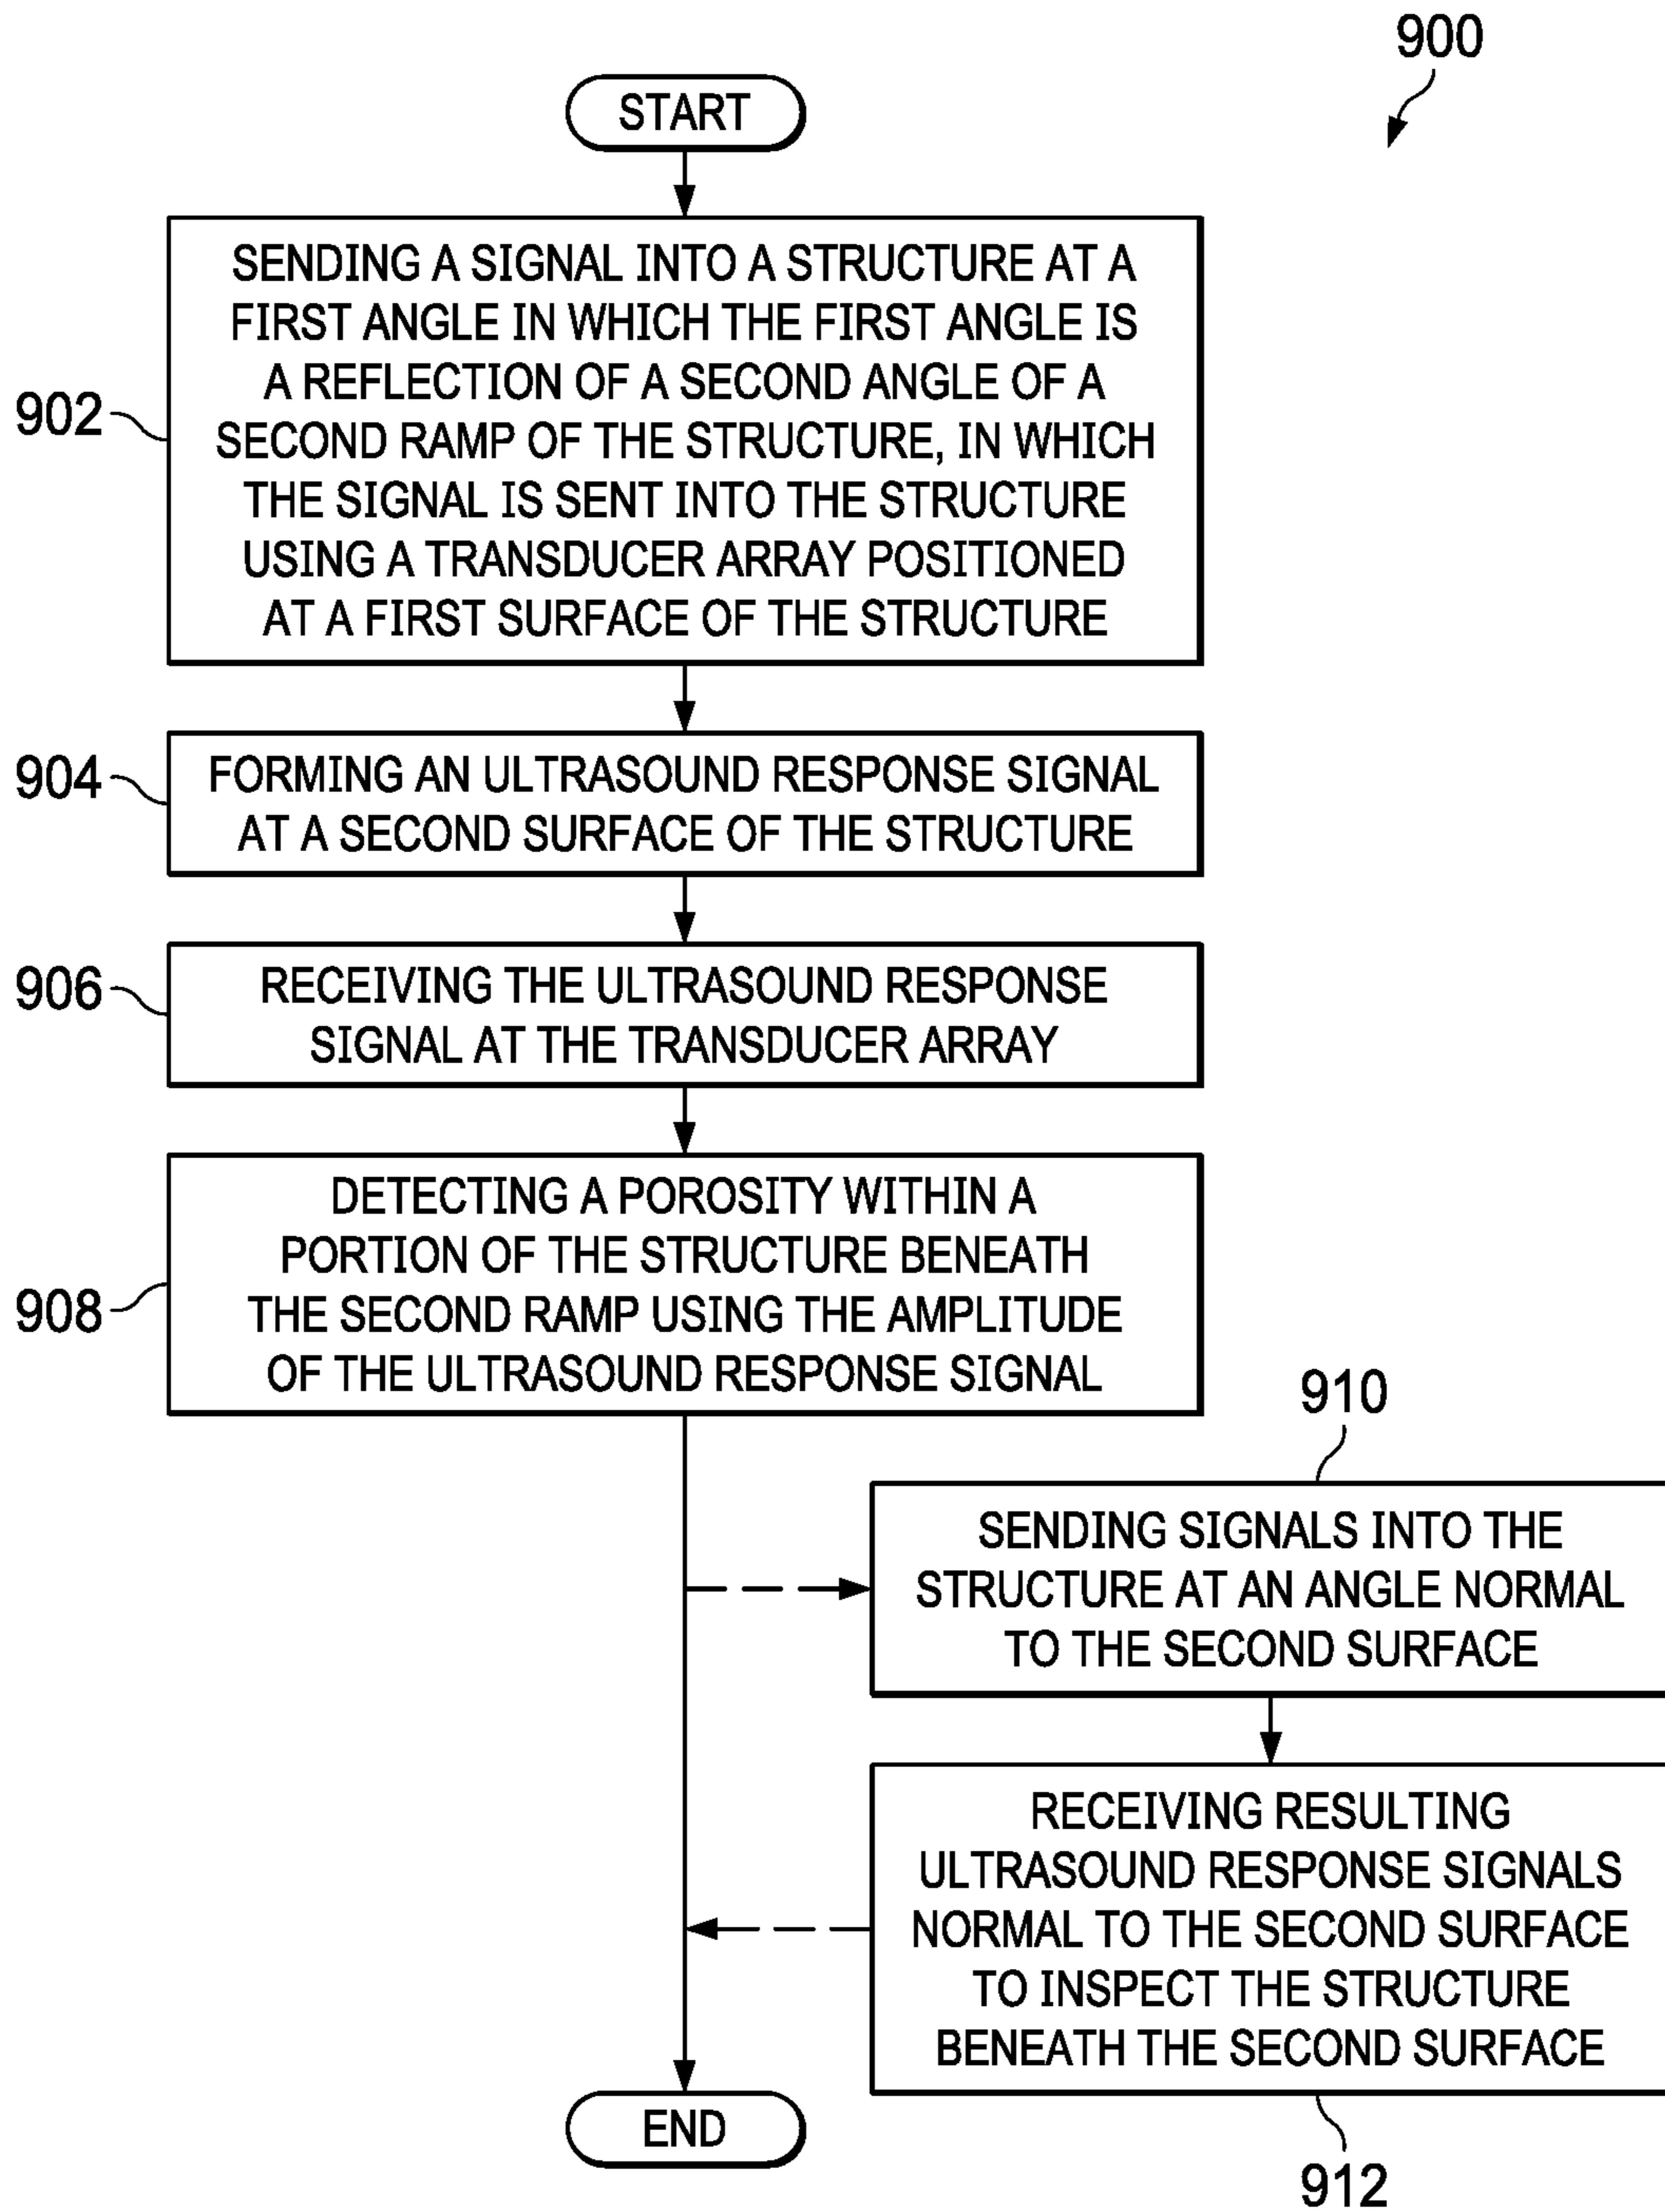 900
START
902
SENDING A SIGNAL INTO A STRUCTURE AT A
FIRST ANGLE IN WHICH THE FIRST ANGLE IS
A REFLECTION OF A SECOND ANGLE OF A
SECOND RAMP OF THE STRUCTURE, IN WHICH
THE SIGNAL IS SENT INTO THE STRUCTURE
USING A TRANSDUCER ARRAY POSITIONED
AT A FIRST SURFACE OF THE STRUCTURE
904
FORMING AN ULTRASOUND RESPONSE SIGNAL
AT A SECOND SURFACE OF THE STRUCTURE
906
RECEIVING THE ULTRASOUND RESPONSE
SIGNAL AT THE TRANSDUCER ARRAY
908
DETECTING A POROSITY WITHIN A
PORTION OF THE STRUCTURE BENEATH
THE SECOND RAMP USING THE AMPLITUDE
OF THE ULTRASOUND RESPONSE SIGNAL
910
SENDING SIGNALS INTO THE
STRUCTURE AT AN ANGLE NORMAL
TO THE SECOND SURFACE
RECEIVING RESULTING
ULTRASOUND RESPONSE SIGNALS
NORMAL TO THE SECOND SURFACE
TO INSPECT THE STRUCTURE
BENEATH THE SECOND SURFACE
912
END